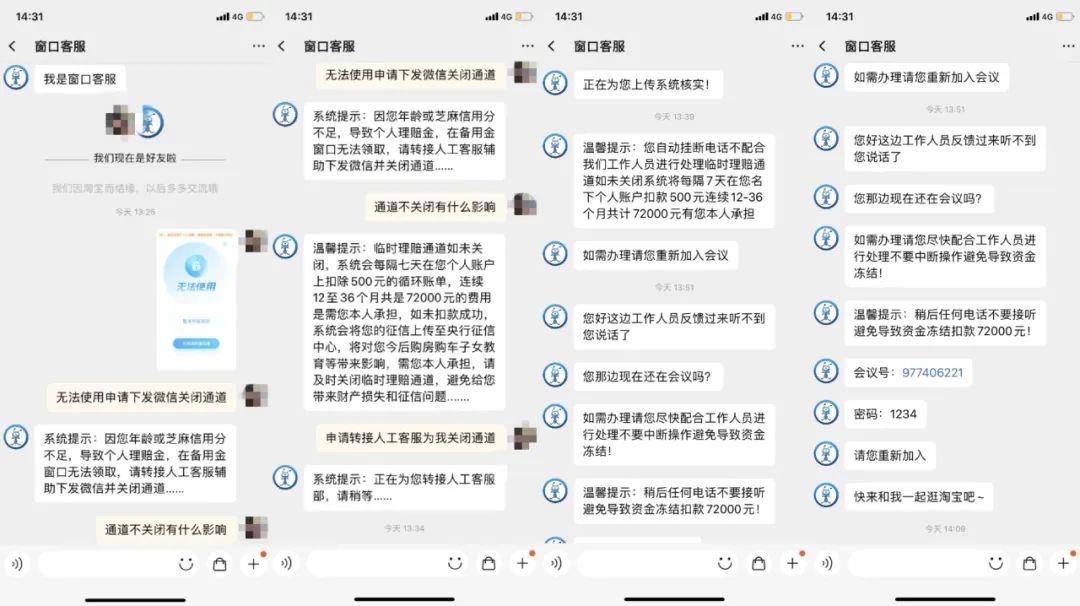 14:31
4G
窗口客服
我是窗口客服
我们现在是好友啦
我们因淘宝而结缘，以后多多交流哦
今天 13:25
无法使用
无法使用申请下发微信关闭通道
系统提示：因您年龄或芝麻信用分
不足，导致个人理赔金，在备用金
窗口无法领取，请转接人工客服辅
助下发微信并关闭通道......
通道不关闭有什么影响
14:31
4G
窗口客服
无法使用申请下发微信关闭通道
系统提示：因您年龄或芝麻信用分
不足，导致个人理赔金，在备用金
窗口无法领取，请转接人工客服辅
助下发微信并关闭通道......
通道不关闭有什么影响
温馨提示：临时理赔通道如未关
闭，系统会每隔七天在您个人账户
上扣除500元的循环账单，连续
12至36个月共是72000元的费用
是需您本人承担，如未扣款成功，
系统会将您的征信上传至央行征信
中心，将对您今后购房购车子女教
育等带来影响，需您本人承担，请
及时关闭临时理赔通道，避免给您
带来财产损失和征信问题.......
申请转接人工客服为我关闭通道
系统提示：正在为您转接人工客服
部，请稍等......
今天 13:34
14:31
4G
窗口客服
正在为您上传系统核实！
今天 13:39
温馨提示：您自动挂断电话不配合
我们工作人员进行处理临时理赔通
道如未关闭系统将每隔7天在您名
下个人账户扣款500元连续12-36
个月共计72000元有您本人承担
如需办理请您重新加入会议
今天 13:51
您好这边工作人员反馈过来听不到
您说话了
您那边现在还在会议吗？
如需办理请您尽快配合工作人员进
行处理不要中断操作避免导致资金
冻结！
温馨提示：稍后任何电话不要接听
避免导致资金冻结扣款72000元！
14:31
4G
窗口客服
如需办理请您重新加入会议
今天 13:51
您好这边工作人员反馈过来听不到
您说话了
您那边现在还在会议吗？
如需办理请您尽快配合工作人员进
行处理不要中断操作避免导致资金
冻结！
温馨提示：稍后任何电话不要接听
避免导致资金冻结扣款72000元！
会议号：977406221
密码：1234
请您重新加入
快来和我一起逛淘宝吧～
今天 14:09